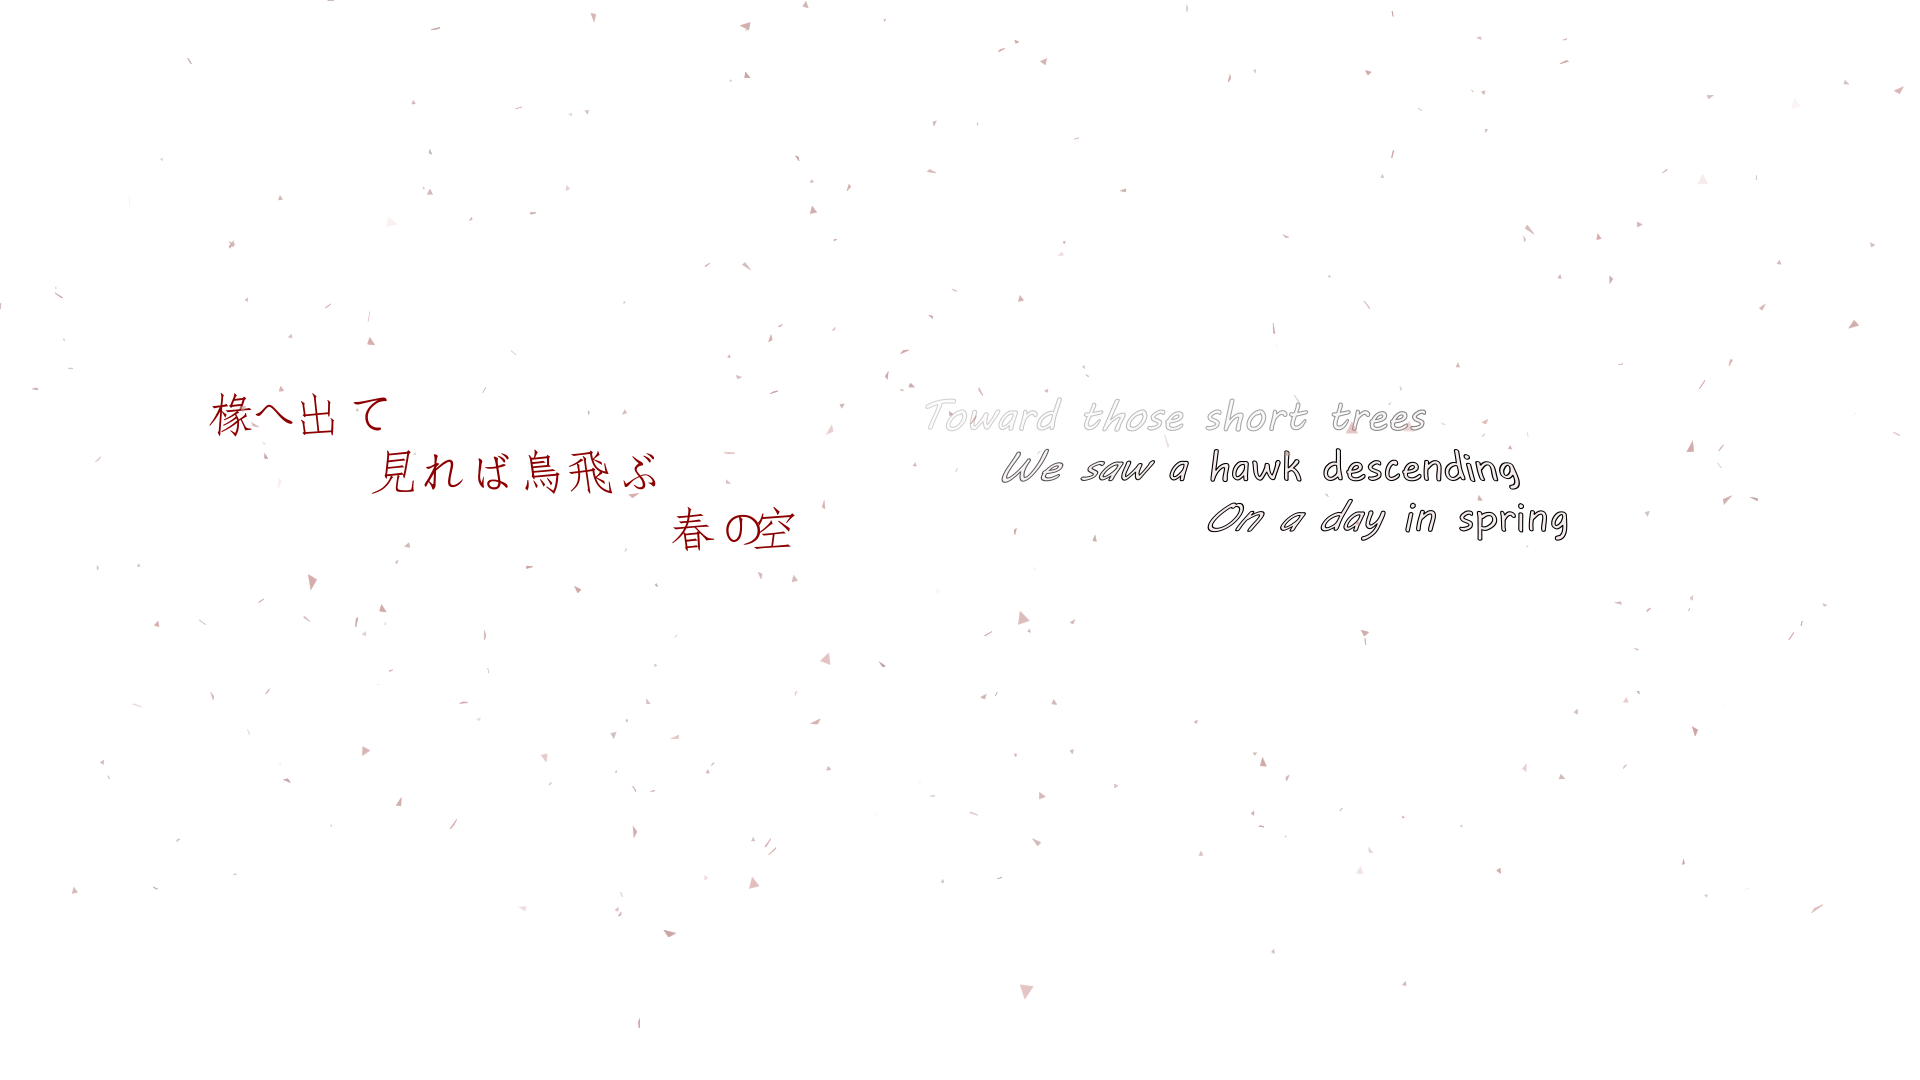 椽へ出て
見れば鳥飛ぶ
春の空
Toward those short trees
We saw a hawk descending
On a day in spring